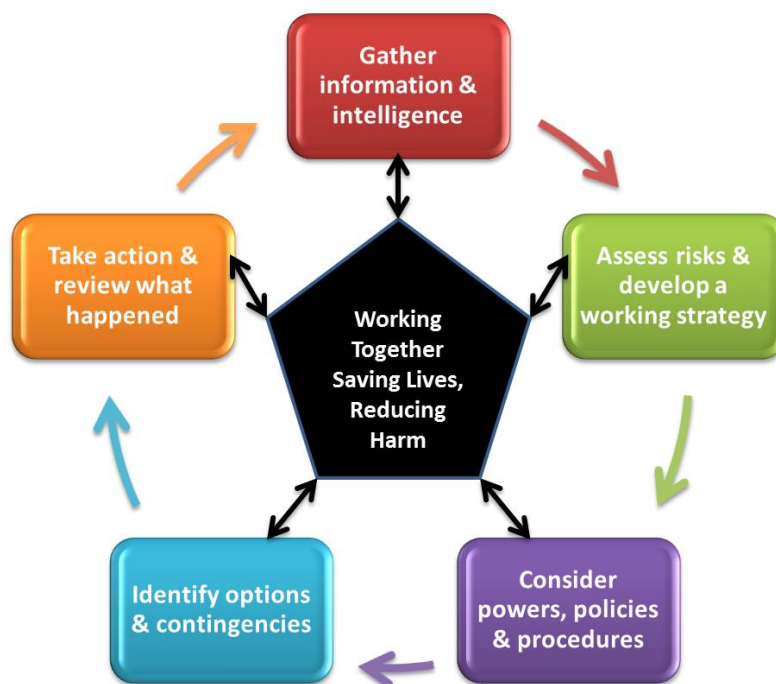 Gather
information &
intelligence
Assess risks &
develop a
working strategy
Consider
powers, policies
& procedures
Identify options
& contingencies
Take action &
review what
happened
Working
Together
Saving Lives,
Reducing
Harm